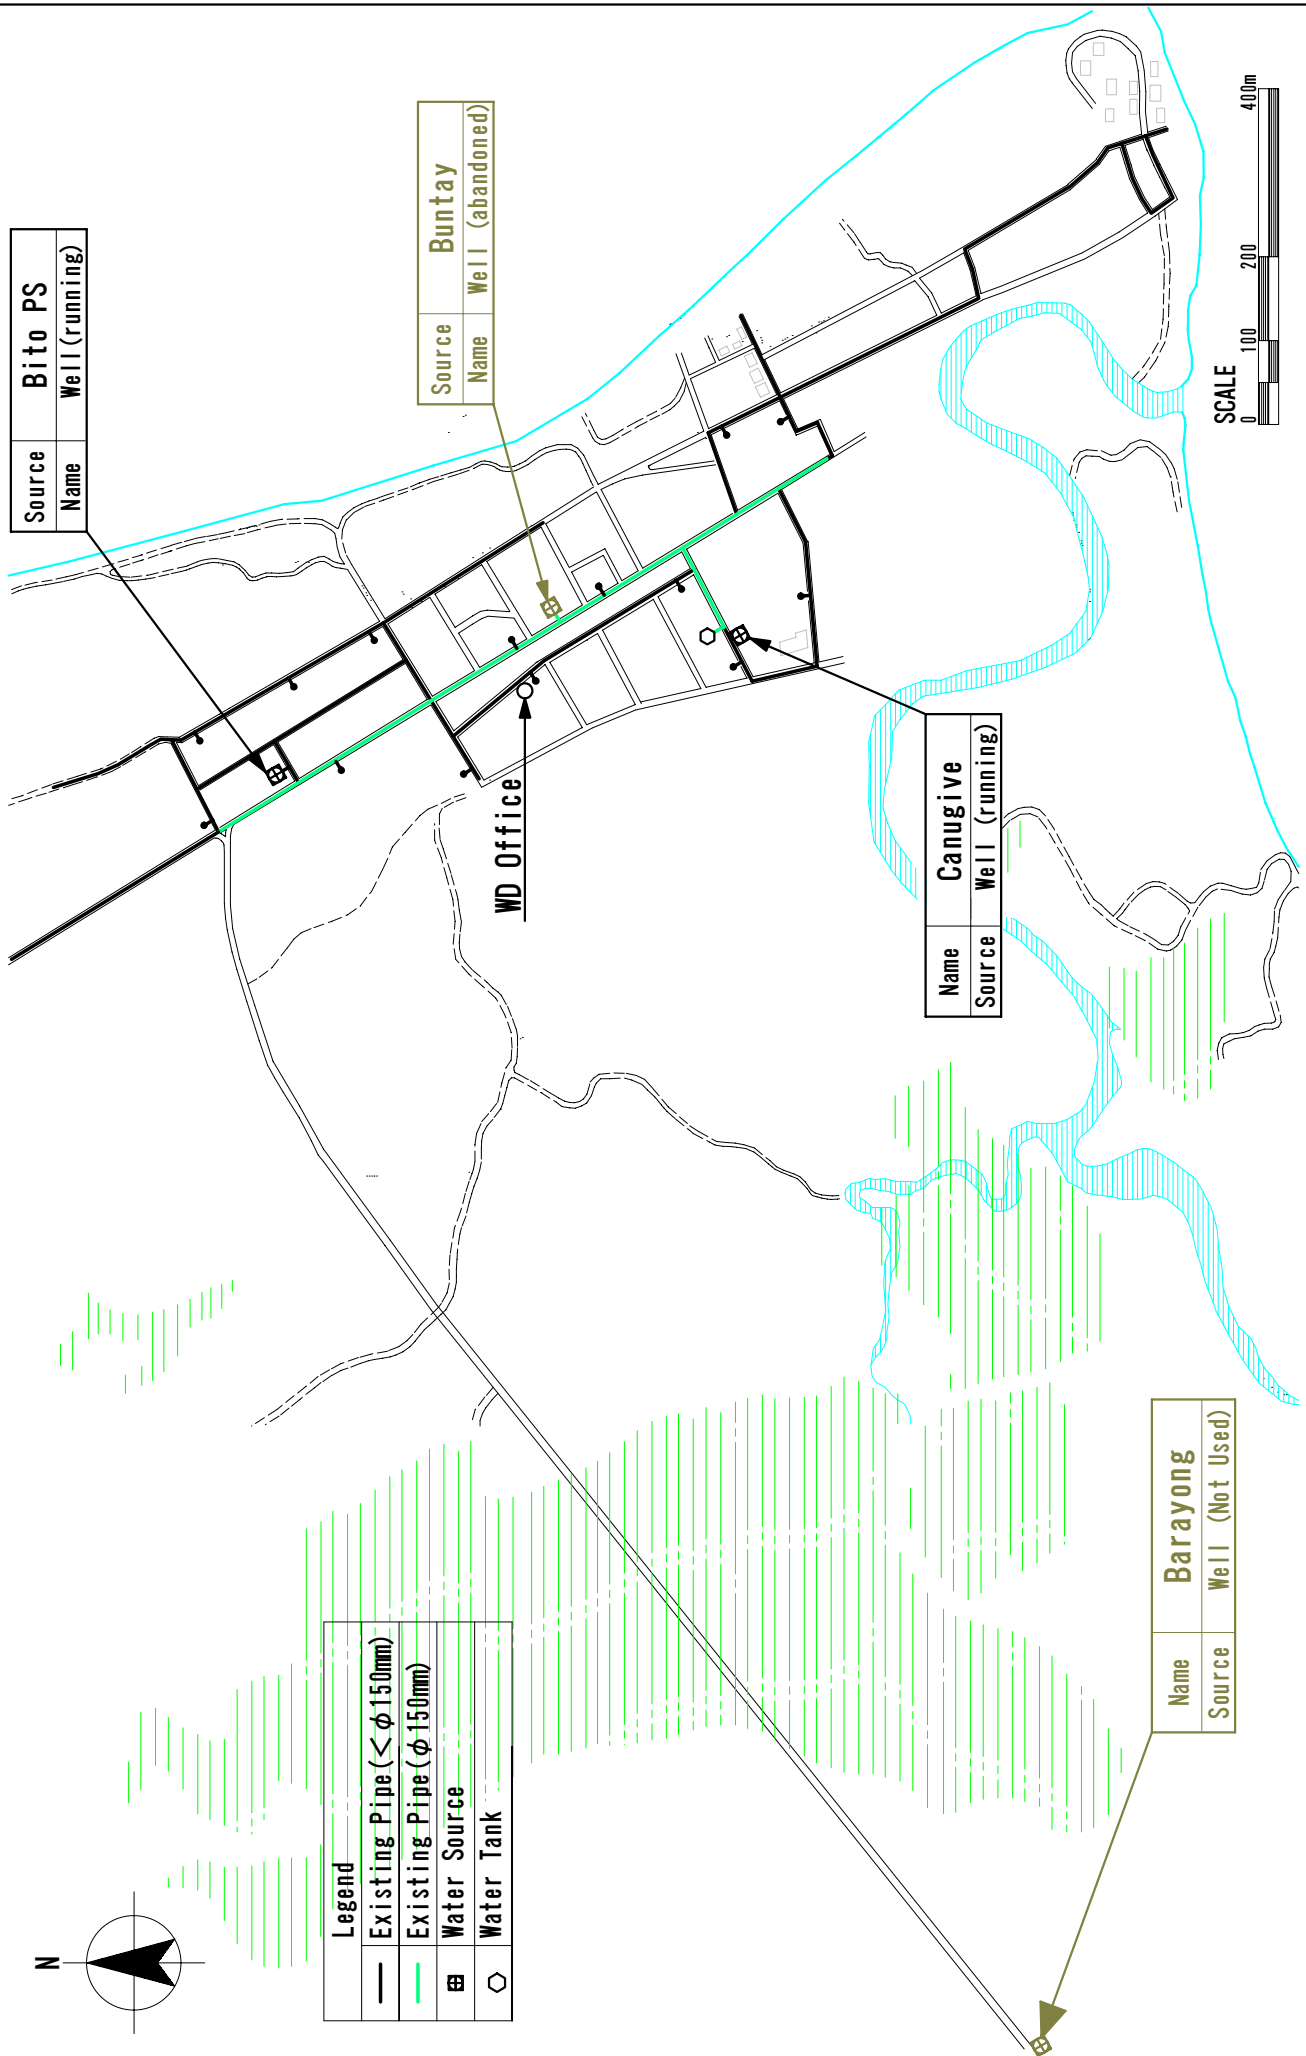 Source Bito PS
Name Well(running)
Source Buntay
Name Well (abandoned)
SCALE
0 100 200 400m
WD Office
Name Canugive
Source Well (running)
Name Barayong
Source Well (Not Used)
Legend
Existing Pipe(<φ150mm)
Existing Pipe(φ150mm)
Water Source
Water Tank
N